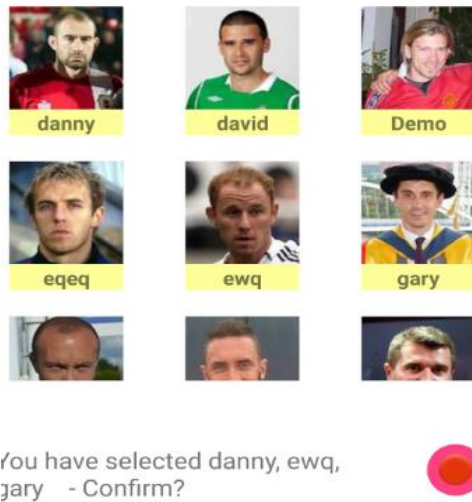 danny
david
Demo
eqeq
ewq
gary
You have selected danny, ewq,
gary - Confirm?